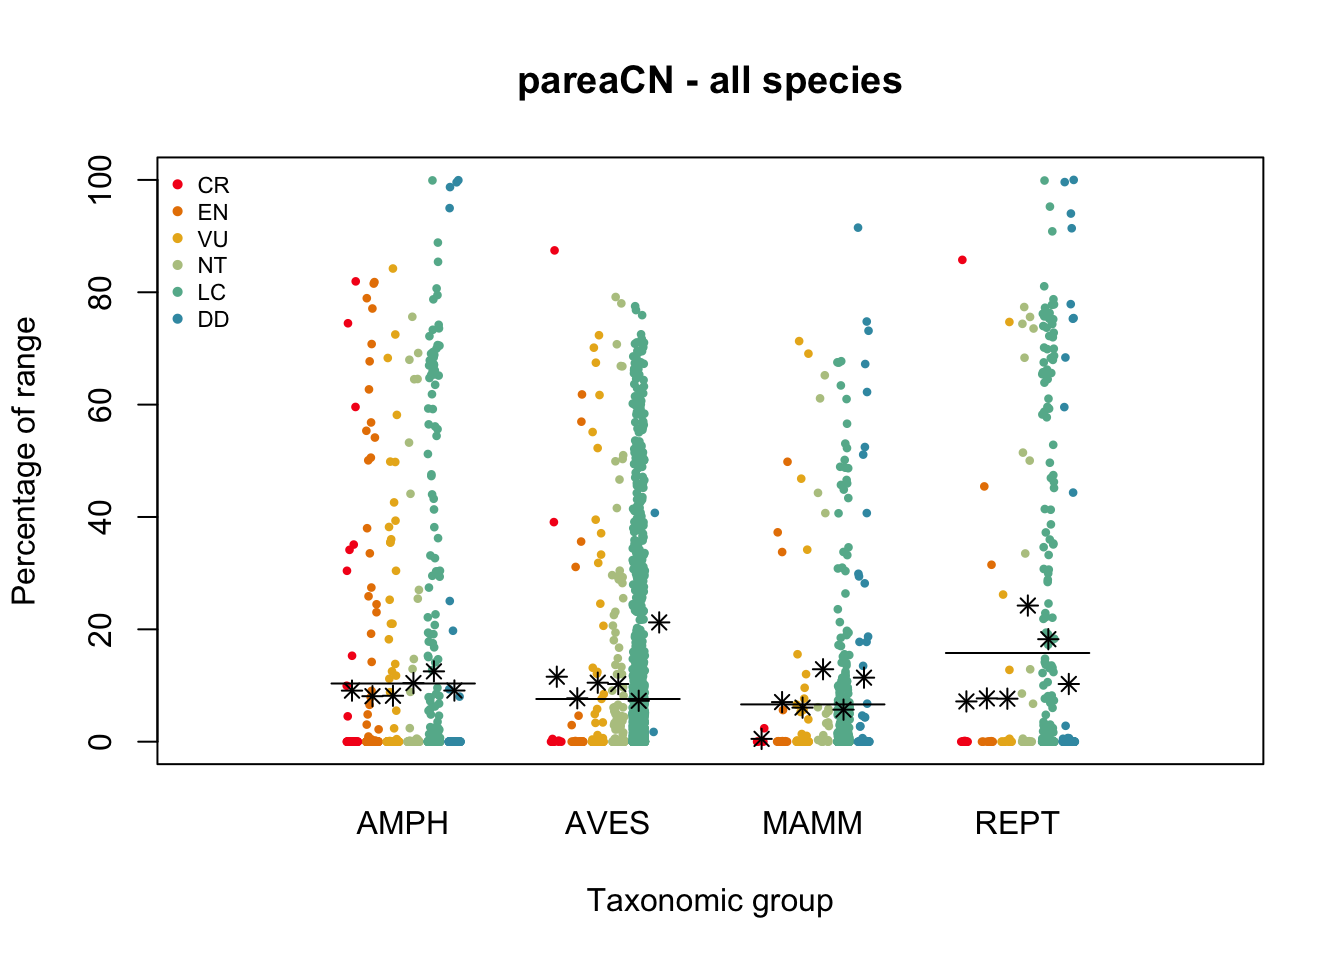 pareaCN - all species
Percentage of range
100
80
60
40
20
0
CR
EN
VU
NT
LC
DD
AMPH AVES MAMM REPT
Taxonomic group